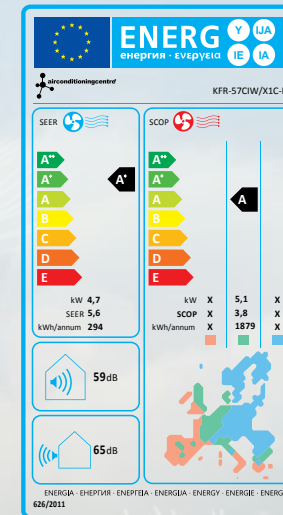 ENERG Y IJA
енергия · ενεργεια IE IA
airconditioningcentre
KFR-57CIW/X1C-
SEER SCOP
A++ A++
A+ A+ A+
A A A
B B
C C
D D
E E
kW 4,7 kW X 5,1 X
SEER 5,6 SCOP X 3,8 X
kWh/annum 294 kWh/annum X 1879 X
59dB
65dB
ENERGIA · ЕНЕРГИЯ · ΕΝΕΡΓΕΙΑ · ENERGIJA · ENERGY · ENERGIE · ENERG
626/2011